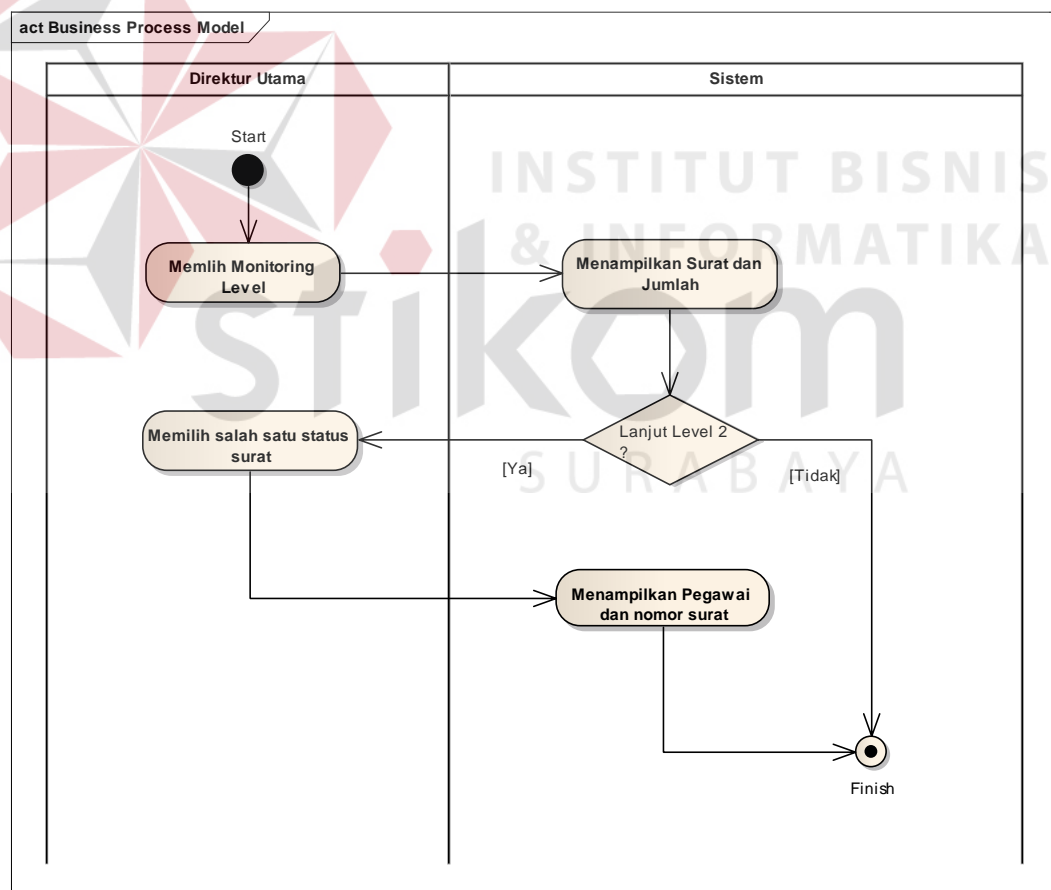 act Business Process Model
Direktur Utama
Sistem
Start
INSTITUT BISNIS
& INFORMATIKA
Memlih Monitoring
Level
Menampilkan Surat dan
Jumlah
stikom
Memilih salah satu status
surat
Lanjut Level 2
?
[Ya]
[Tidak]
SURABAYA
Menampilkan Pegawai
dan nomor surat
Finish